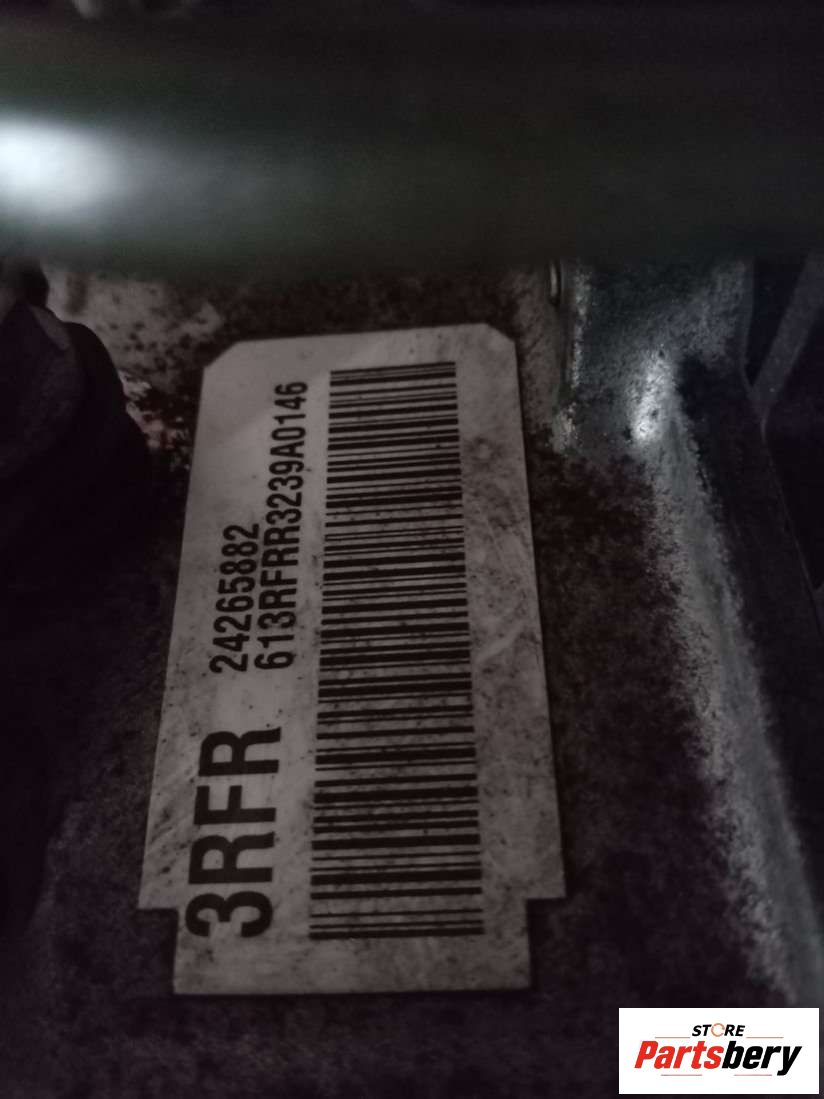 3RFR
24265882
613RFRR3239A0146
STORE
Partsbery